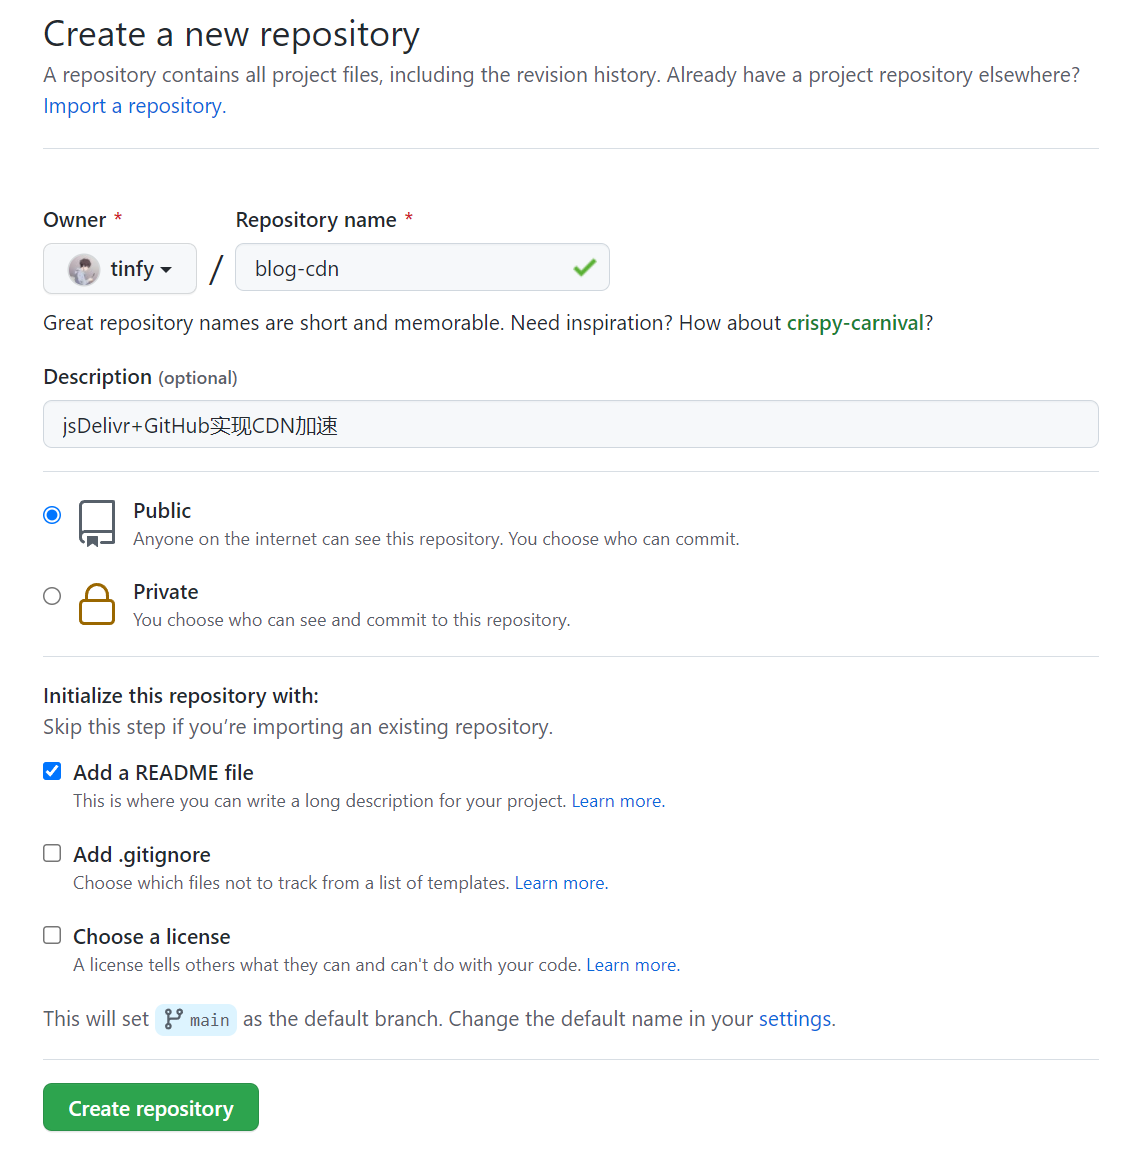 Create a new repository
A repository contains all project files, including the revision history. Already have a project repository elsewhere?
Import a repository.
Owner *
Repository name *
tinfy
/
blog-cdn
Great repository names are short and memorable. Need inspiration? How about crispy-carnival?
Description (optional)
jsDelivr+GitHub实现CDN加速
Public
Anyone on the internet can see this repository. You choose who can commit.
Private
You choose who can see and commit to this repository.
Initialize this repository with:
Skip this step if you’re importing an existing repository.
Add a README file
This is where you can write a long description for your project. Learn more.
Add .gitignore
Choose which files not to track from a list of templates. Learn more.
Choose a license
A license tells others what they can and can't do with your code. Learn more.
This will set main as the default branch. Change the default name in your settings.
Create repository